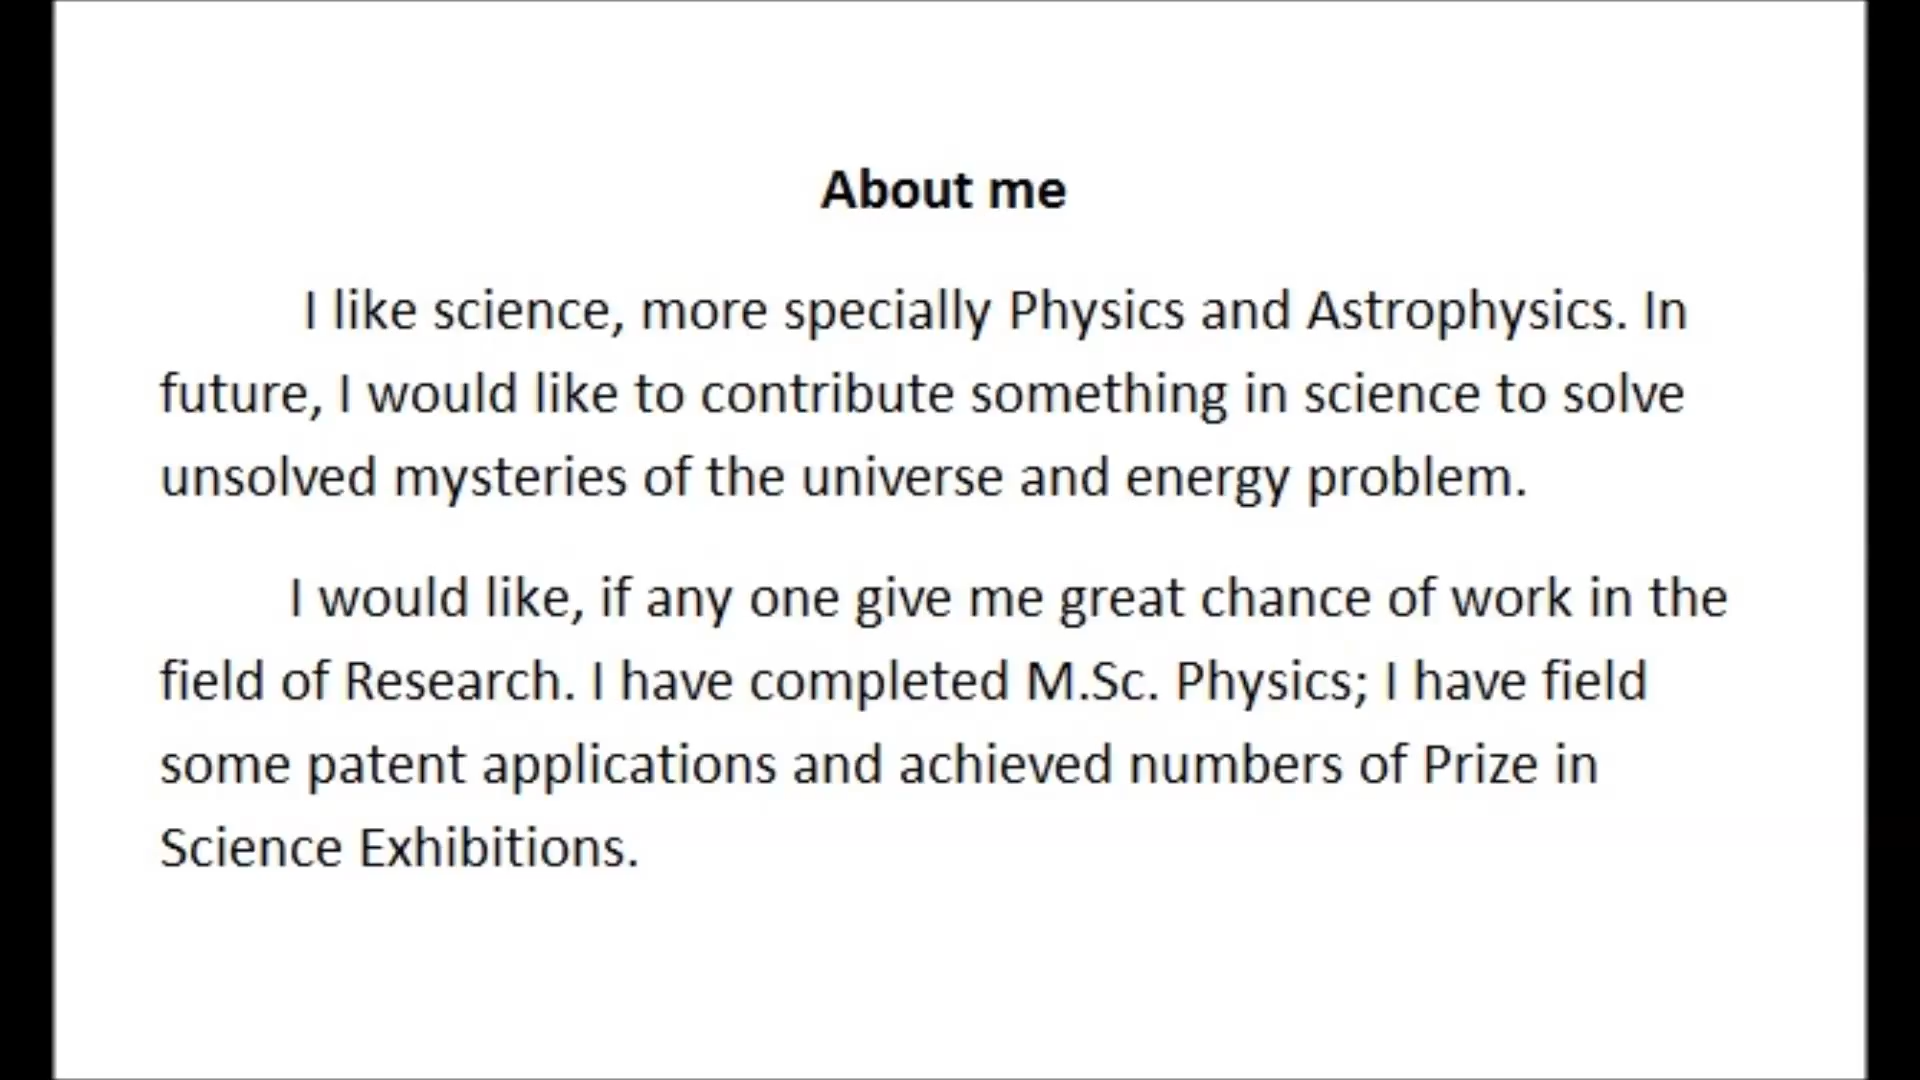 About me
I like science, more specially Physics and Astrophysics. In
future, I would like to contribute something in science to solve
unsolved mysteries of the universe and energy problem.
I would like, if any one give me great chance of work in the
field of Research. I have completed M.Sc. Physics; I have field
some patent applications and achieved numbers of Prize in
Science Exhibitions.